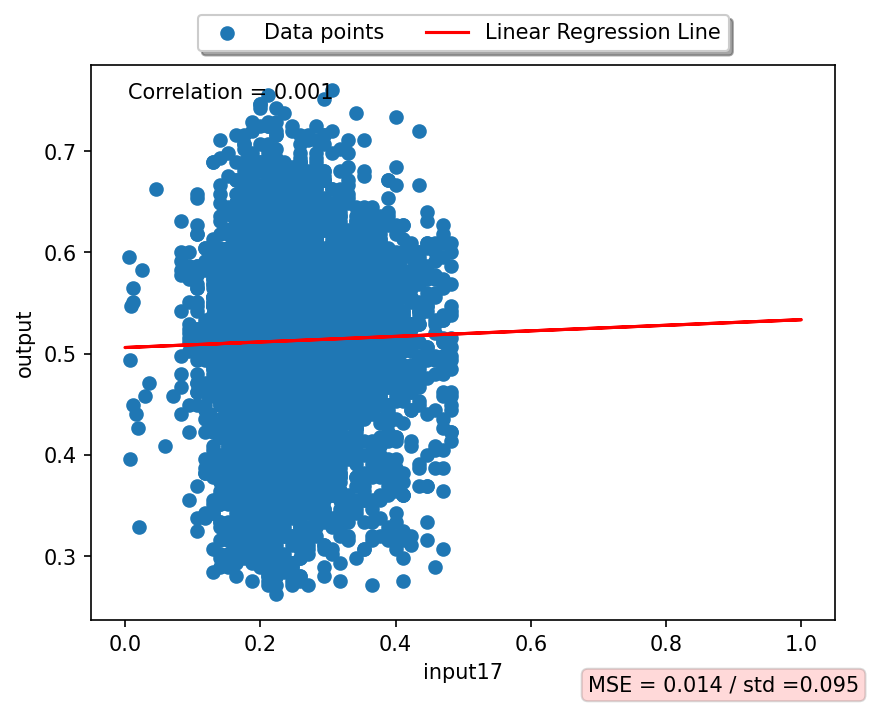 Data points
Linear Regression Line
Correlation = 0.001
output
0.7
0.6
0.5
0.4
0.3
0.0 0.2 0.4 0.6 0.8 1.0
input17
MSE = 0.014 / std =0.095